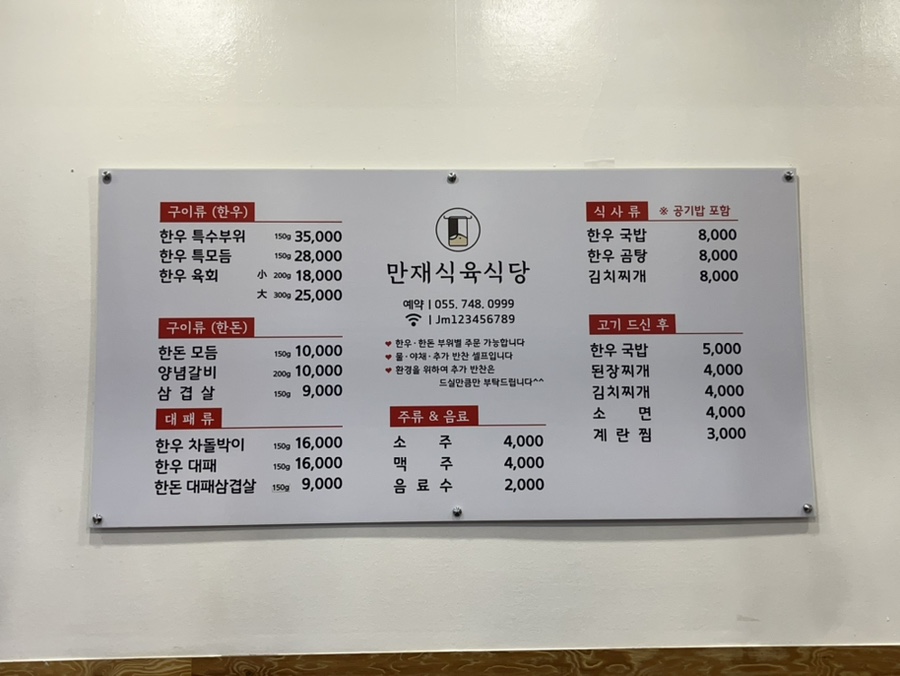 구이류 (한우)
한우 특수부위 150g 35,000
한우 특모듬 150g 28,000
한우 육회 小 200g 18,000
大 300g 25,000
구이류 (한돈)
한돈 모듬 150g 10,000
양념갈비 200g 10,000
삼 겹 살 150g 9,000
대 패 류
한우 차돌박이 150g 16,000
한우 대패 150g 16,000
한돈 대패삼겹살 150g 9,000
만재식육식당
예약 | 055. 748. 0999
| Jm123456789
♥ 한우·한돈 부위별 주문 가능합니다
♥ 물·야채·추가 반찬 셀프입니다
♥ 환경을 위하여 추가 반찬은
드실만큼만 부탁드립니다^^
주류 & 음료
소 주 4,000
맥 주 4,000
음 료 수 2,000
식 사 류 ※ 공기밥 포함
한우 국밥 8,000
한우 곰탕 8,000
김치찌개 8,000
고기 드신 후
한우 국밥 5,000
된장찌개 4,000
김치찌개 4,000
소 면 4,000
계 란 찜 3,000